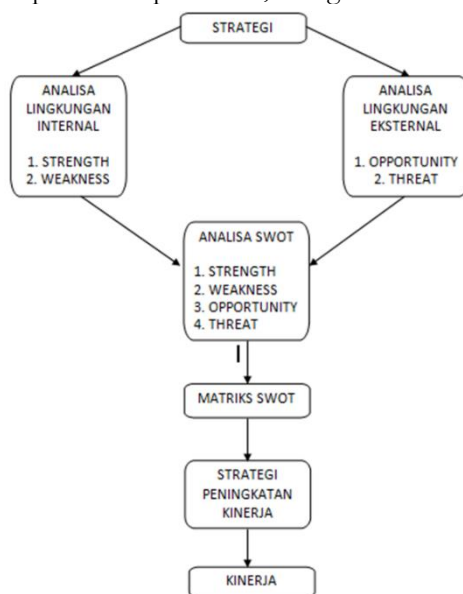 STRATEGI
ANALISA
LINGKUNGAN
INTERNAL
1. STRENGTH
2. WEAKNESS
ANALISA
LINGKUNGAN
EKSTERNAL
1. OPPORTUNITY
2. THREAT
ANALISA SWOT
1. STRENGTH
2. WEAKNESS
3. OPPORTUNITY
4. THREAT
MATRIKS SWOT
STRATEGI
PENINGKATAN
KINERJA
KINERJA